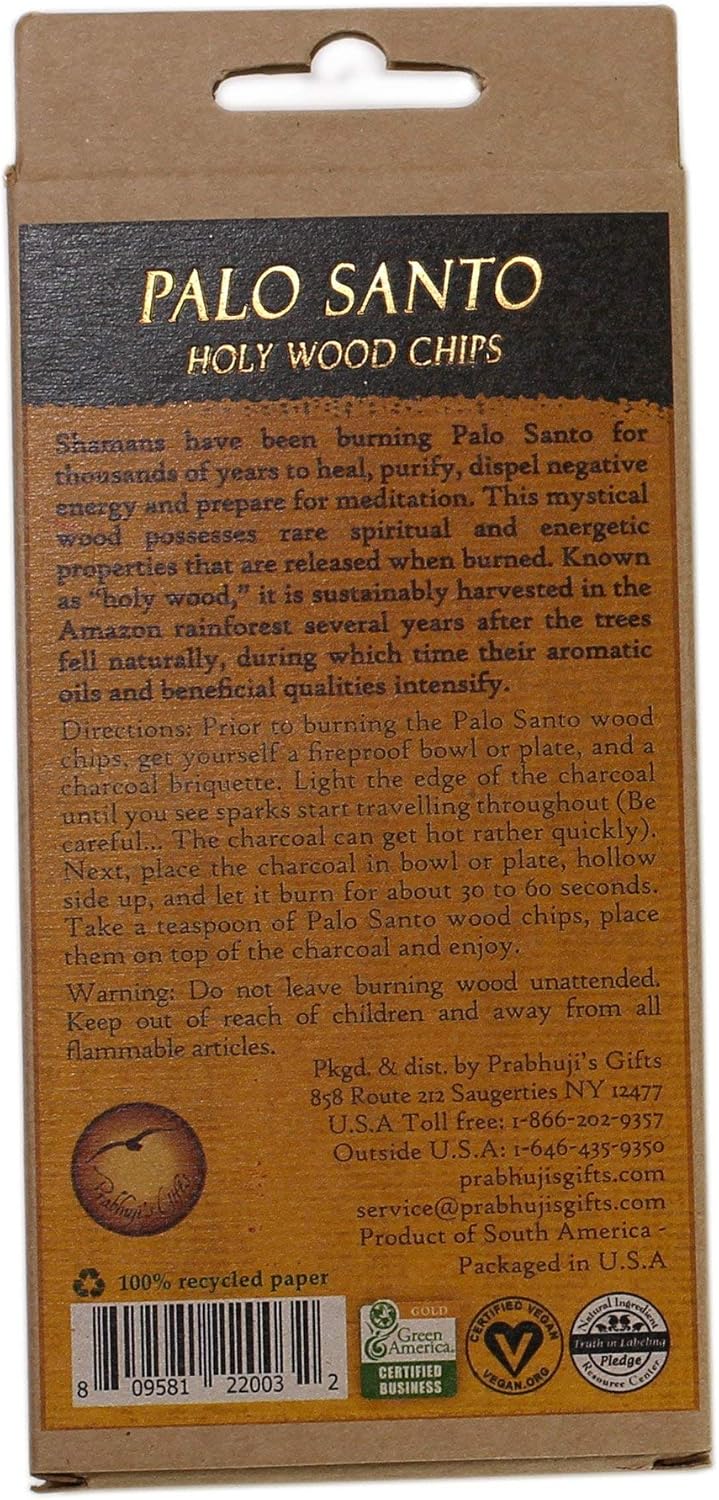 PALO SANTO
HOLY WOOD CHIPS
Shamans have been burning Palo Santo for
thousands of years to heal, purify, dispel negative
energy and prepare for meditation. This mystical
wood possesses rare spiritual and energetic
properties that are released when burned. Known
as “holy wood,” it is sustainably harvested in the
Amazon rainforest several years after the trees
fell naturally, during which time their aromatic
oils and beneficial qualities intensify.
Directions: Prior to burning the Palo Santo wood
chips, get yourself a fireproof bowl or plate, and a
charcoal briquette. Light the edge of the charcoal
until you see sparks start travelling throughout (Be
careful... The charcoal can get hot rather quickly).
Next, place the charcoal in bowl or plate, hollow
side up, and let it burn for about 30 to 60 seconds.
Take a teaspoon of Palo Santo wood chips, place
them on top of the charcoal and enjoy.
Warning: Do not leave burning wood unattended.
Keep out of reach of children and away from all
flammable articles.
Pkgd. & dist. by Prabhuji's Gifts
858 Route 212 Saugerties NY 12477
U.S.A Toll free: 1-866-202-9357
Outside U.S.A: 1-646-435-9350
prabhujisgifts.com
service@prabhujisgifts.com
Product of South America -
Packaged in U.S.A
Prabhuji's Gifts
100% recycled paper
8 09581 22003 2
GOLD
Green
America.
CERTIFIED
BUSINESS
CERTIFIED VEGAN
VEGAN.ORG
Natural Ingredient
Truth in Labeling
Pledge
Resource Center